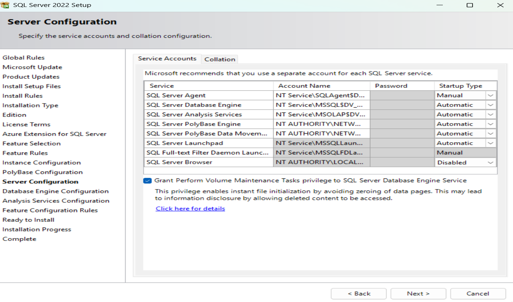 SQL Server 2022 Setup
Server Configuration
Specify the service accounts and collation configuration.
Global Rules
Microsoft Update
Product Updates
Install Setup Files
Install Rules
Installation Type
Edition
License Terms
Azure Extension for SQL Server
Feature Selection
Feature Rules
Instance Configuration
PolyBase Configuration
Server Configuration
Database Engine Configuration
Analysis Services Configuration
Feature Configuration Rules
Ready to Install
Installation Progress
Complete
Service Accounts Collation
Microsoft recommends that you use a separate account for each SQL Server service.
Service Account Name Password Startup Type
SQL Server Agent NT Service\SQLAgent$D... Manual
SQL Server Database Engine NT Service\MSSQL$DV_... Automatic
SQL Server Analysis Services NT Service\MSOLAP$DV... Automatic
SQL Server PolyBase Engine NT AUTHORITY\NETW... Automatic
SQL Server PolyBase Data Movem... NT AUTHORITY\NETW... Automatic
SQL Server Launchpad NT Service\MSSQLLaun... Automatic
SQL Full-text Filter Daemon Launc... NT Service\MSSQLFDLa... Manual
SQL Server Browser NT AUTHORITY\LOCAL... Disabled
Grant Perform Volume Maintenance Tasks privilege to SQL Server Database Engine Service
This privilege enables instant file initialization by avoiding zeroing of data pages. This may lead
to information disclosure by allowing deleted content to be accessed.
Click here for details
< Back Next > Cancel